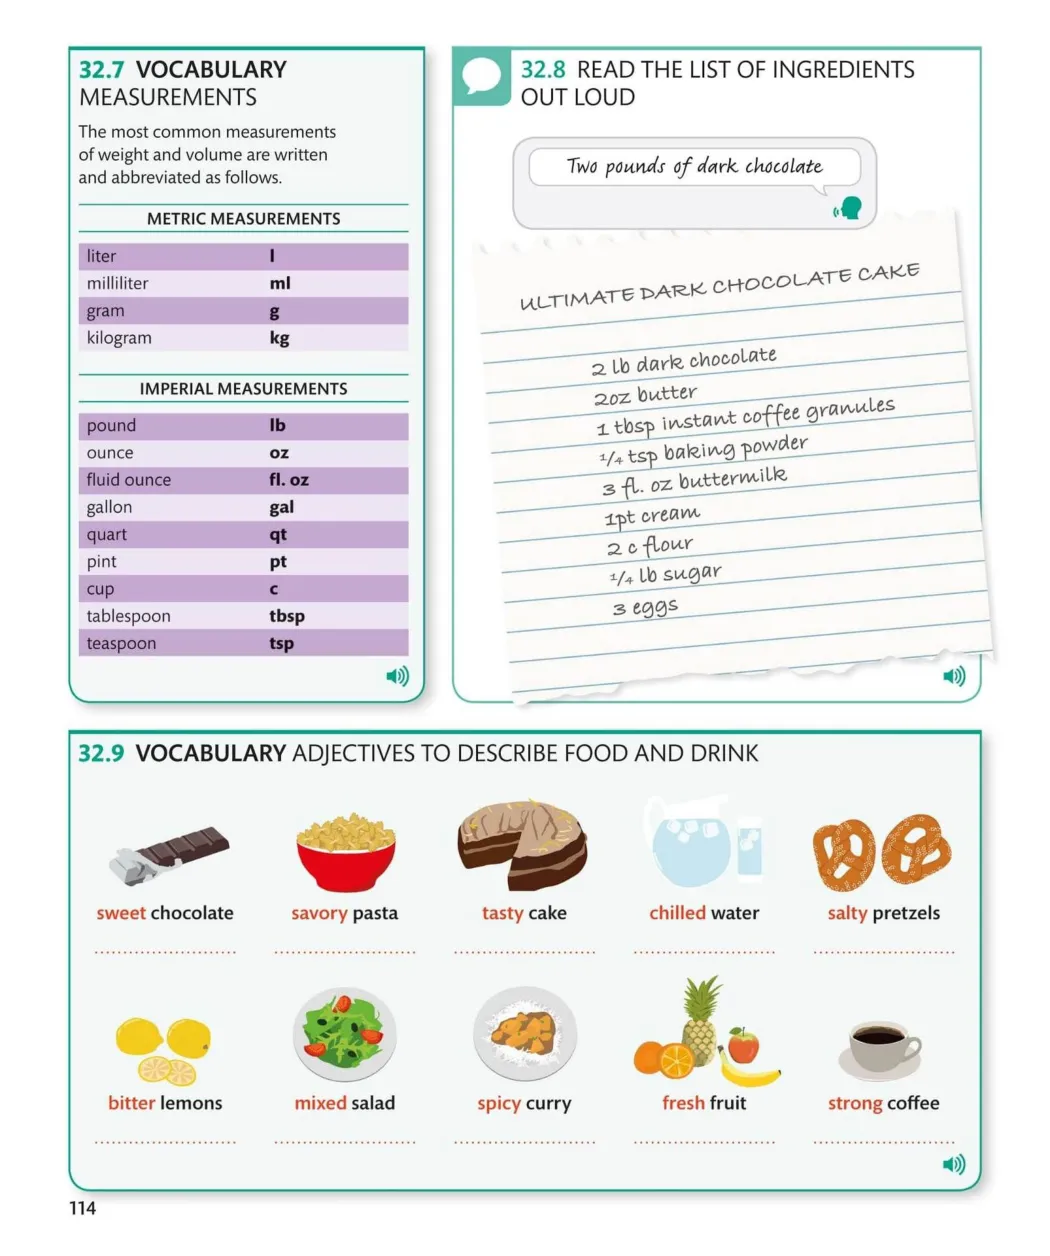 32.7 VOCABULARY
MEASUREMENTS
The most common measurements
of weight and volume are written
and abbreviated as follows.
METRIC MEASUREMENTS
liter l
milliliter ml
gram g
kilogram kg
IMPERIAL MEASUREMENTS
pound lb
ounce oz
fluid ounce fl. oz
gallon gal
quart qt
pint pt
cup c
tablespoon tbsp
teaspoon tsp
32.8 READ THE LIST OF INGREDIENTS
OUT LOUD
Two pounds of dark chocolate
ULTIMATE DARK CHOCOLATE CAKE
2 lb dark chocolate
2oz butter
1 tbsp instant coffee granules
1/4 tsp baking powder
3 fl. oz buttermilk
1pt cream
2 c flour
1/4 lb sugar
3 eggs
32.9 VOCABULARY ADJECTIVES TO DESCRIBE FOOD AND DRINK
sweet chocolate
savory pasta
tasty cake
chilled water
salty pretzels
bitter lemons
mixed salad
spicy curry
fresh fruit
strong coffee
114